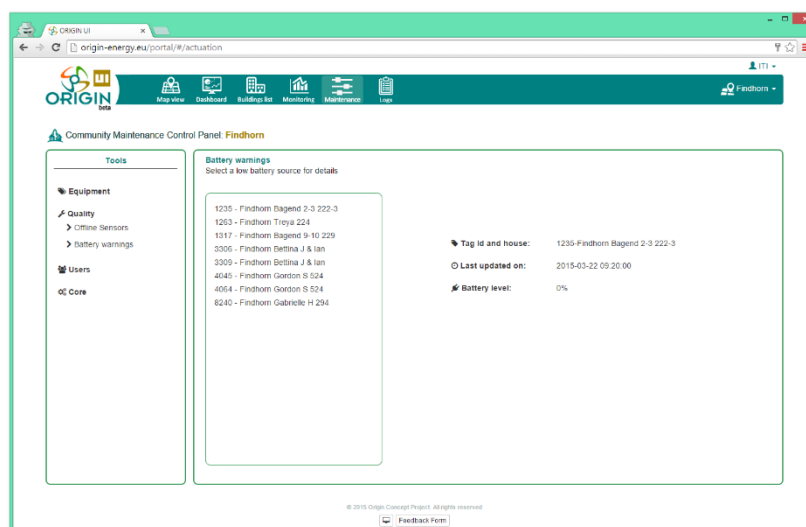 ORIGIN UI
origin-energy.eu/portal/#/actuation
ITI
UI
ORIGIN
beta
Map view
Dashboard
Buildings list
Monitoring
Maintenance
Logs
Findhorn
Community Maintenance Control Panel: Findhorn
Tools
Equipment
Quality
Offline Sensors
Battery warnings
Users
Core
Battery warnings
Select a low battery source for details
1235 - Findhorn Bagend 2-3 222-3
1263 - Findhorn Treya 224
1317 - Findhorn Bagend 9-10 229
3306 - Findhorn Bettina J & Ian
3309 - Findhorn Bettina J & Ian
4045 - Findhorn Gordon S 524
4064 - Findhorn Gordon S 524
8240 - Findhorn Gabrielle H 294
Tag Id and house: 1235-Findhorn Bagend 2-3 222-3
Last updated on: 2015-03-22 09:20:00
Battery level: 0%
© 2015 Origin Concept Project. All rights reserved
Feedback Form